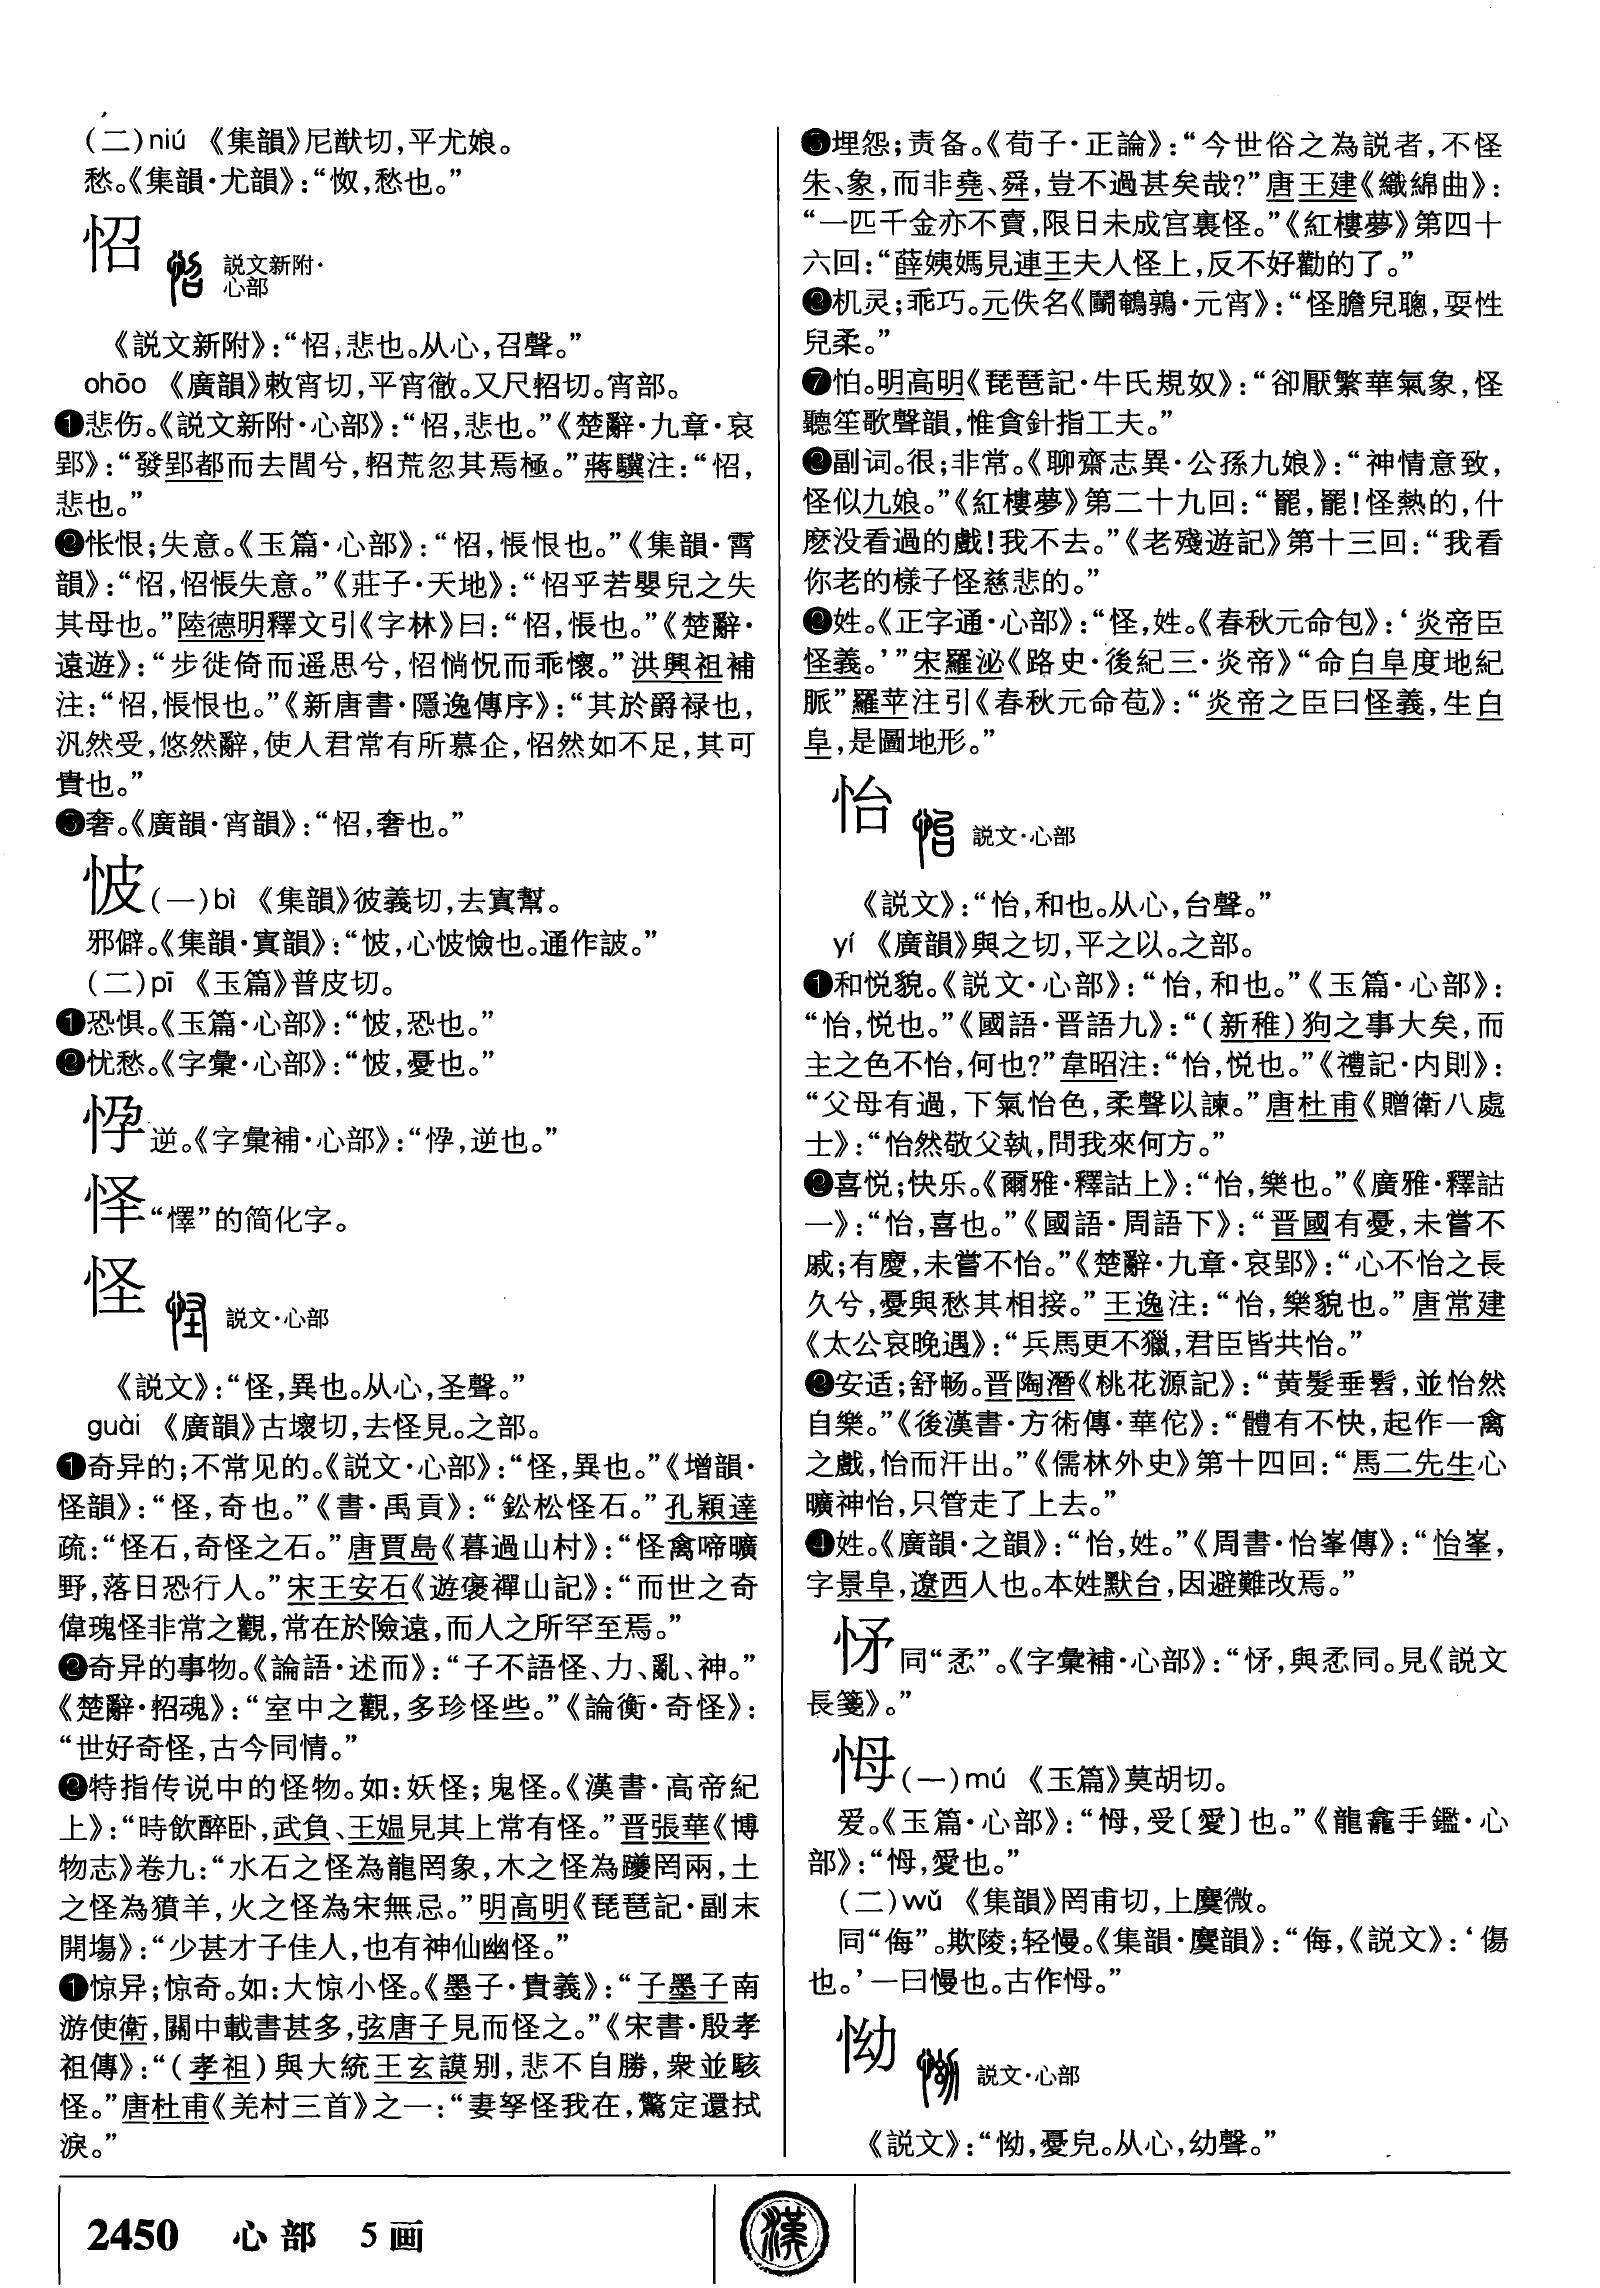 (二)niú 《集韻》尼猷切,平尤娘。
愁。《集韻·尤韻》:“怓,愁也。”
怊 説文新附·
心部
《説文新附》:“怊,悲也。从心,召聲。”
ohāo 《廣韻》敕宵切,平宵徹。又尺招切。宵部。
❶悲伤。《説文新附·心部》:“怊,悲也。”《楚辭·九章·哀
郢》:“發郢都而去閭兮,怊荒忽其焉極。”蔣驥注:“怊,
悲也。”
❷怅恨;失意。《玉篇·心部》:“怊,悵恨也。”《集韻·霄
韻》:“怊,怊悵失意。”《莊子·天地》:“怊乎若嬰兒之失
其母也。”陸德明釋文引《字林》曰:“怊,悵也。”《楚辭·
遠遊》:“步徙倚而遥思兮,怊惝怳而乖懷。”洪興祖補
注:“怊,悵恨也。”《新唐書·隱逸傳序》:“其於爵禄也,
汎然受,悠然辭,使人君常有所慕企,怊然如不足,其可
貴也。”
❸奢。《廣韻·宵韻》:“怊,奢也。”
怶(一)bì 《集韻》彼義切,去寘幫。
邪僻。《集韻·寘韻》:“怶,心怶憸也。通作詖。”
(二)pī 《玉篇》普皮切。
❶恐惧。《玉篇·心部》:“怶,恐也。”
❷忧愁。《字彙·心部》:“怶,憂也。”
㤛逆。《字彙補·心部》:“㤛,逆也。”
怿“懌”的简化字。
怪 説文·心部
《説文》:“怪,異也。从心,圣聲。”
guài 《廣韻》古壞切,去怪見。之部。
❶奇异的;不常见的。《説文·心部》:“怪,異也。”《增韻·
怪韻》:“怪,奇也。”《書·禹貢》:“鈆松怪石。”孔穎達
疏:“怪石,奇怪之石。”唐賈島《暮過山村》:“怪禽啼曠
野,落日恐行人。”宋王安石《遊褒禪山記》:“而世之奇
偉瑰怪非常之觀,常在於險遠,而人之所罕至焉。”
❷奇异的事物。《論語·述而》:“子不語怪、力、亂、神。”
《楚辭·招魂》:“室中之觀,多珍怪些。”《論衡·奇怪》:
“世好奇怪,古今同情。”
❷特指传说中的怪物。如:妖怪;鬼怪。《漢書·高帝紀
上》:“時飲醉卧,武負、王媪見其上常有怪。”晋張華《博
物志》卷九:“水石之怪為龍罔象,木之怪為躨罔兩,土
之怪為獖羊,火之怪為宋無忌。”明高明《琵琶記·副末
開場》:“少甚才子佳人,也有神仙幽怪。”
❶惊异;惊奇。如:大惊小怪。《墨子·貴義》:“子墨子南
游使衛,關中載書甚多,弦唐子見而怪之。”《宋書·殷孝
祖傳》:“(孝祖)與大統王玄謨别,悲不自勝,衆並駭
怪。”唐杜甫《羌村三首》之一:“妻孥怪我在,驚定還拭
淚。”
❺埋怨;责备。《荀子·正論》:“今世俗之為説者,不怪
朱、象,而非堯、舜,豈不過甚矣哉?”唐王建《織綿曲》:
“一匹千金亦不賣,限日未成宫裏怪。”《紅樓夢》第四十
六回:“薛姨媽見連王夫人怪上,反不好勸的了。”
❷机灵;乖巧。元佚名《鬭鵪鶉·元宵》:“怪膽兒聰,耍性
兒柔。”
❼怕。明高明《琵琶記·牛氏規奴》:“卻厭繁華氣象,怪
聽笙歌聲韻,惟貪針指工夫。”
❷副词。很;非常。《聊齋志異·公孫九娘》:“神情意致,
怪似九娘。”《紅樓夢》第二十九回:“罷,罷!怪熱的,什
麽没看過的戲!我不去。”《老殘遊記》第十三回:“我看
你老的樣子怪慈悲的。”
❷姓。《正字通·心部》:“怪,姓。《春秋元命包》:‘炎帝臣
怪義。’”宋羅泌《路史·後紀三·炎帝》“命白阜度地紀
脈”羅苹注引《春秋元命苞》:“炎帝之臣曰怪義,生白
阜,是圖地形。”
怡 説文·心部
《説文》:“怡,和也。从心,台聲。”
yí 《廣韻》與之切,平之以。之部。
❶和悦貌。《説文·心部》:“怡,和也。”《玉篇·心部》:
“怡,悦也。”《國語·晋語九》:“(新稚)狗之事大矣,而
主之色不怡,何也?”韋昭注:“怡,悦也。”《禮記·内則》:
“父母有過,下氣怡色,柔聲以諫。”唐杜甫《贈衛八處
士》:“怡然敬父執,問我來何方。”
❷喜悦;快乐。《爾雅·釋詁上》:“怡,樂也。”《廣雅·釋詁
一》:“怡,喜也。”《國語·周語下》:“晋國有憂,未嘗不
戚;有慶,未嘗不怡。”《楚辭·九章·哀郢》:“心不怡之長
久兮,憂與愁其相接。”王逸注:“怡,樂貌也。”唐常建
《太公哀晚遇》:“兵馬更不獵,君臣皆共怡。”
❷安适;舒畅。晋陶潛《桃花源記》:“黄髮垂髫,並怡然
自樂。”《後漢書·方術傳·華佗》:“體有不快,起作一禽
之戲,怡而汗出。”《儒林外史》第十四回:“馬二先生心
曠神怡,只管走了上去。”
❹姓。《廣韻·之韻》:“怡,姓。”《周書·怡峯傳》:“怡峯,
字景阜,遼西人也。本姓默台,因避難改焉。”
㤊同“悉”。《字彙補·心部》:“㤊,與悉同。見《説文
長箋》。”
㤇(一)mú 《玉篇》莫胡切。
爱。《玉篇·心部》:“㤇,受〔愛〕也。”《龍龕手鑑·心
部》:“㤇,愛也。”
(二)wǔ 《集韻》罔甫切,上麌微。
同“侮”。欺陵;轻慢。《集韻·麌韻》:“侮,《説文》:‘傷
也。’一曰慢也。古作㤇。”
怮 説文·心部
《説文》:“怮,憂皃。从心,幼聲。”
2450 心部 5画
漢